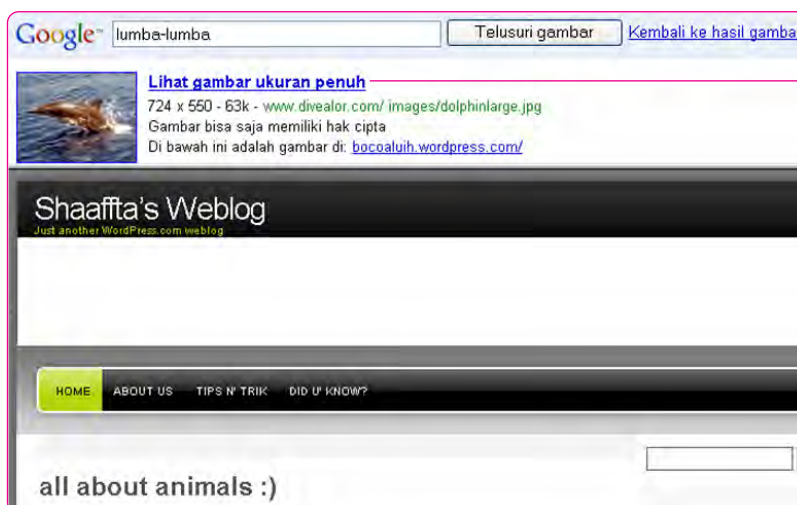 Google™ lumba-lumba Telusuri gambar Kembali ke hasil gamba
Lihat gambar ukuran penuh
724 x 550 - 63k - www.divealor.com/ images/dolphinlarge.jpg
Gambar bisa saja memiliki hak cipta
Di bawah ini adalah gambar di: bocoaluih.wordpress.com/
Shaaffta's Weblog
Just another WordPress.com weblog
HOME ABOUT US TIPS N' TRIK DID U' KNOW?
all about animals :)